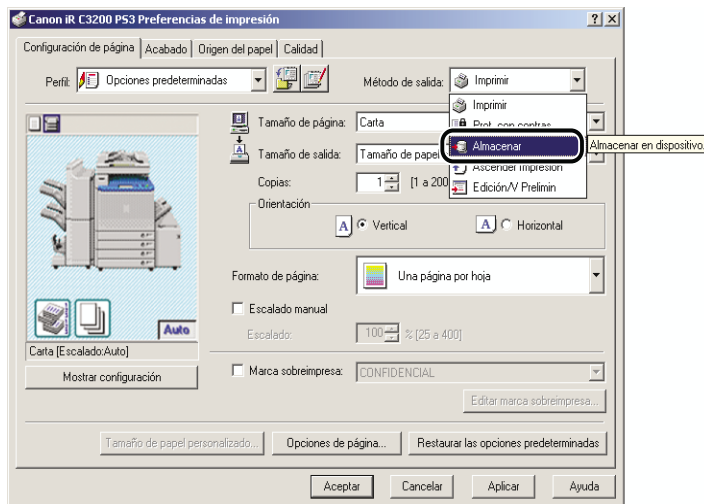 Canon iR C3200 PS3 Preferencias de impresión
Configuración de página Acabado Origen del papel Calidad
Perfil: Opciones predeterminadas Método de salida: Imprimir
Imprimir
Prot. con contras
Almacenar Almacenar en dispositivo.
Ascender impresión
Edición/V Prelimin
Tamaño de página: Carta
Tamaño de salida: Tamaño de papel
Copias: 1 [1 a 200
Orientación
A Vertical A Horizontal
Formato de página: Una página por hoja
Escalado manual
Escalado: 100 % [25 a 400]
Auto
Carta [Escalado:Auto]
Mostrar configuración
Marca sobreimpresa: CONFIDENCIAL
Editar marca sobreimpresa...
Tamaño de papel personalizado... Opciones de página... Restaurar las opciones predeterminadas
Aceptar Cancelar Aplicar Ayuda